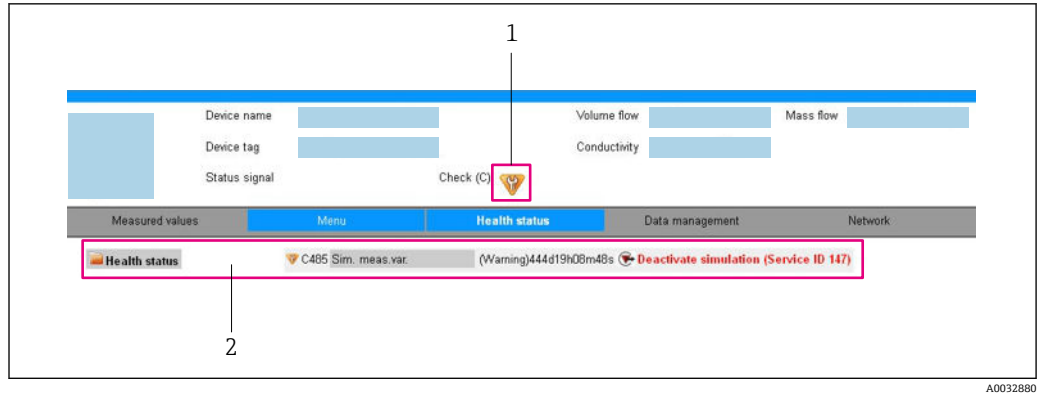 1
Device name
Volume flow
Mass flow
Device tag
Conductivity
Status signal
Check (C)
Measured values
Menu
Health status
Data management
Network
Health status
C485 Sim. meas.var.
(Warning)444d19h08m48s
Deactivate simulation (Service ID 147)
2
A0032880